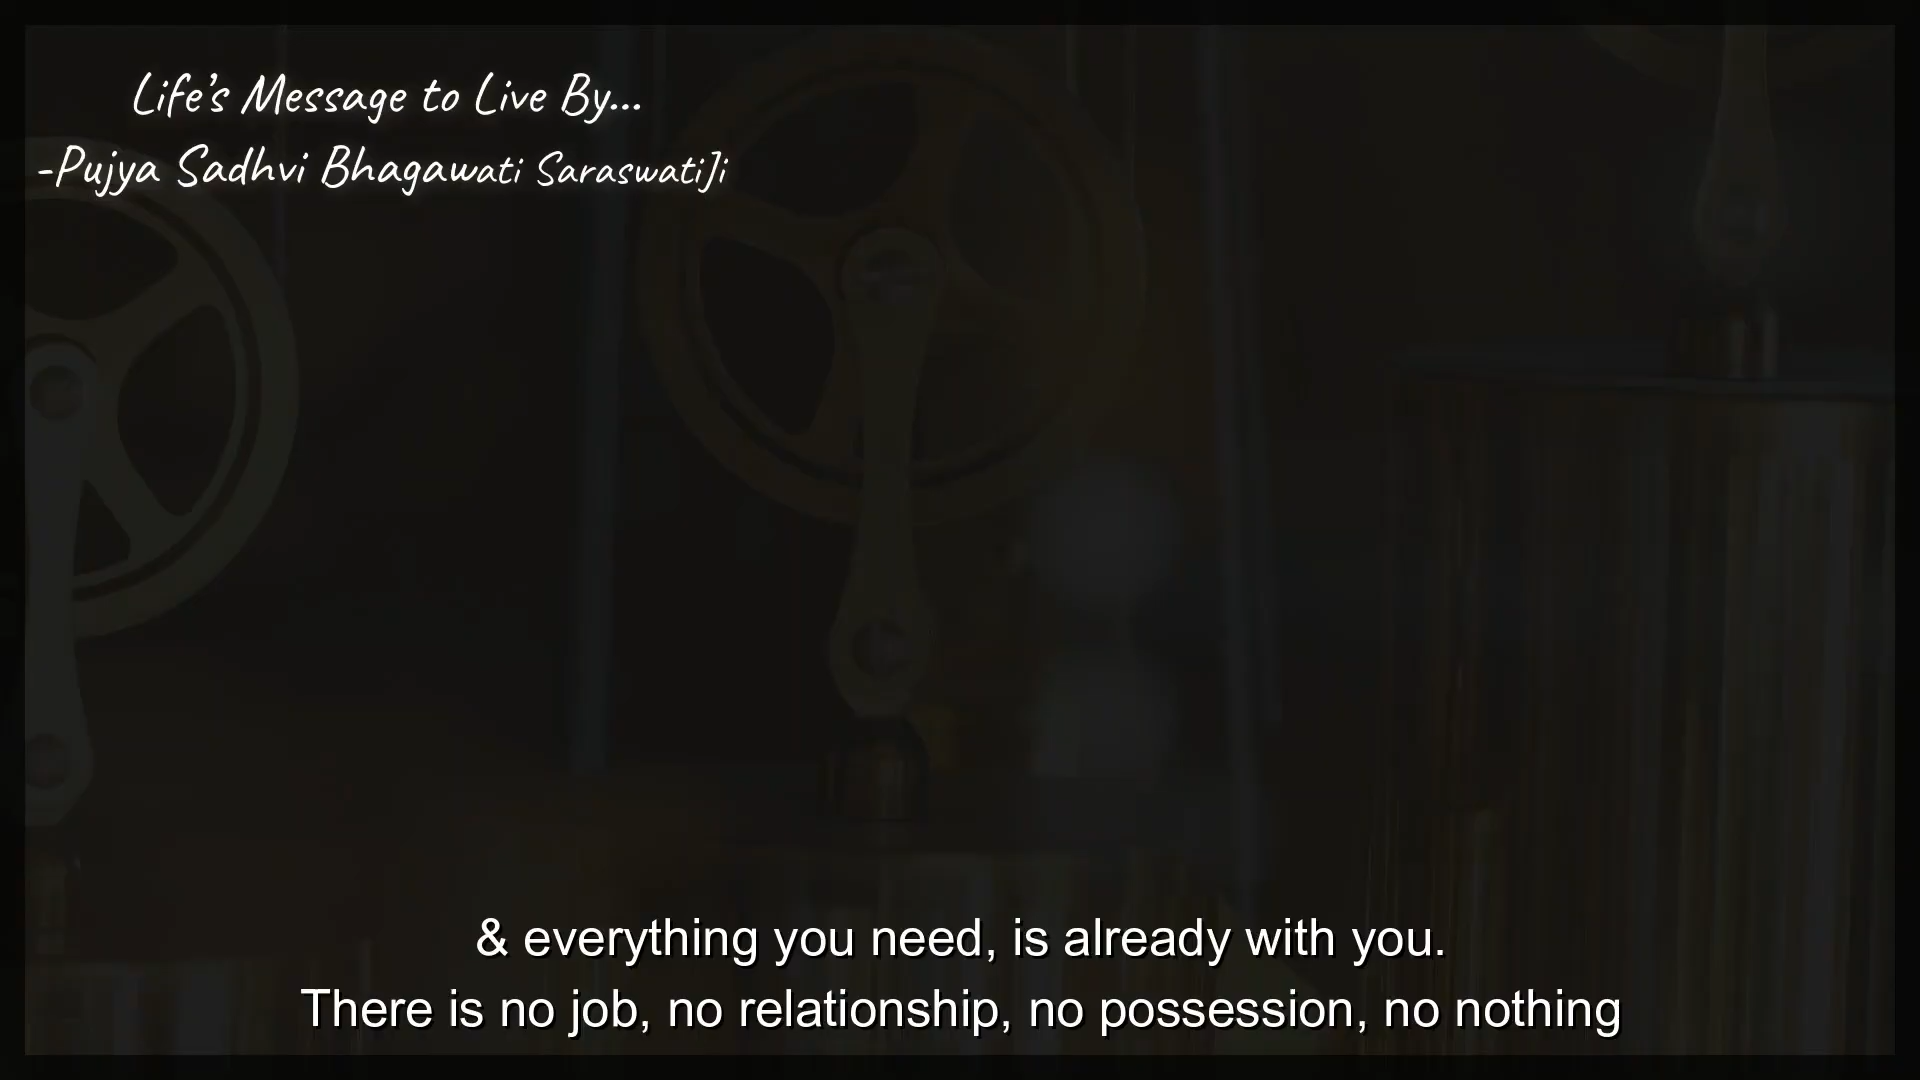 Life's Message to Live By...
-Pujya Sadhvi Bhagawati SaraswatiJi
& everything you need, is already with you.
There is no job, no relationship, no possession, no nothing